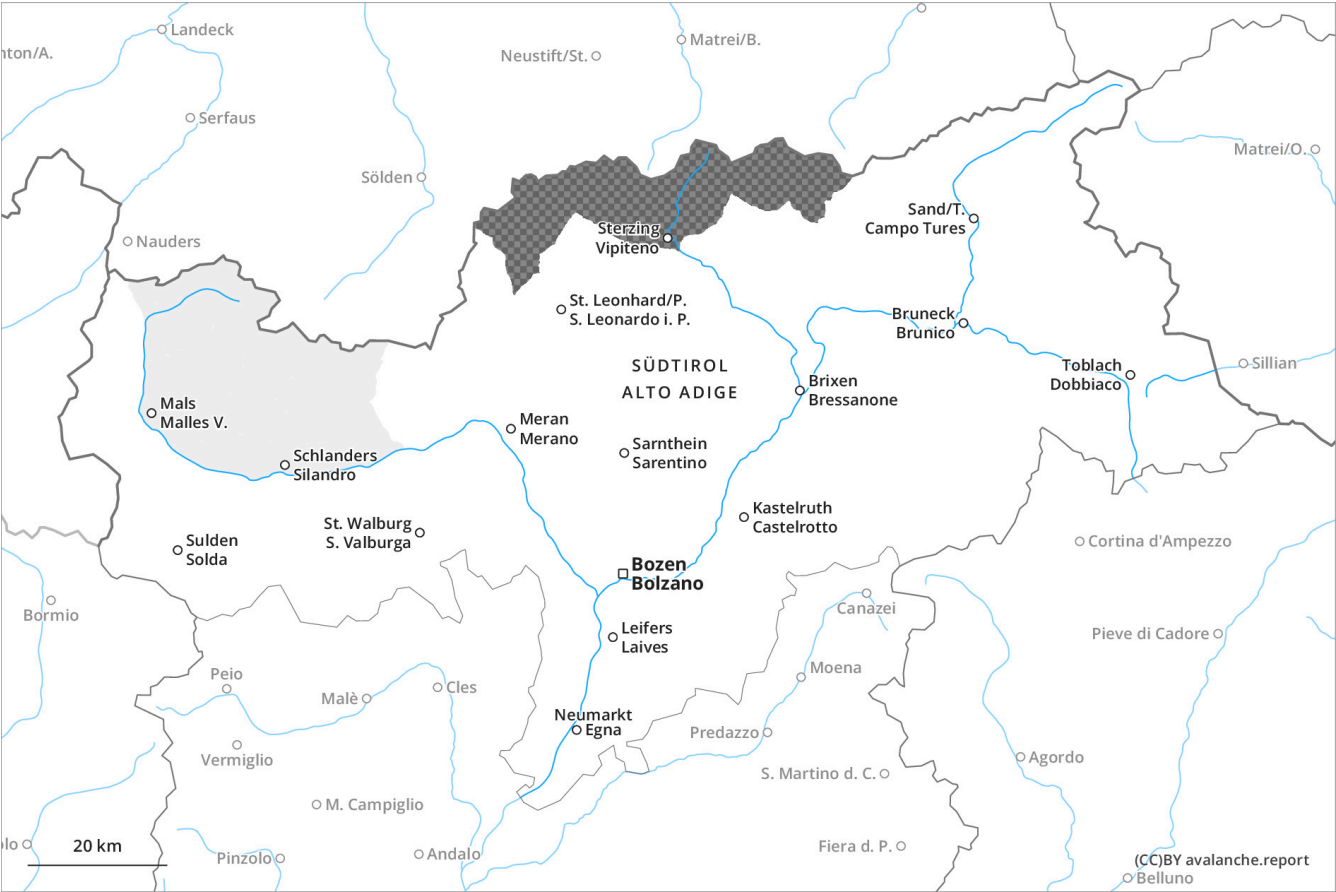 Landeck
nton/A.
Neustift/St.
Matrei/B.
Serfaus
Matrei/O.
Sölden
Nauders
Sand/T.
Campo Tures
Sterzing
Vipiteno
St. Leonhard/P.
S. Leonardo i. P.
Bruneck
Brunico
SÜDTIROL
ALTO ADIGE
Toblach
Dobbiaco
Sillian
Brixen
Bressanone
Mals
Malles V.
Meran
Merano
Sarnthein
Sarentino
Schlanders
Silandro
Kastelruth
Castelrotto
St. Walburg
S. Valburga
Sulden
Solda
Cortina d'Ampezzo
Bozen
Bolzano
Bormio
Canazei
Leifers
Laives
Pieve di Cadore
Peio
Moena
Malè
Cles
Neumarkt
Egna
Predazzo
Vermiglio
Agordo
S. Martino d. C.
M. Campiglio
20 km
lo
Pinzolo
Andalo
Fiera d. P.
(CC)BY avalanche.report
Belluno